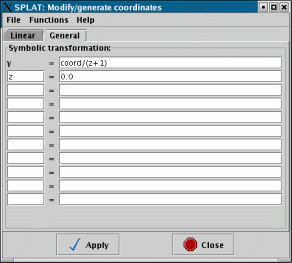 SPLAT: Modify/generate coordinates
File Functions Help
Linear General
Symbolic transformation:
y = coord/(z+1)
z = 0.0
=
=
=
=
=
=
=
=
=
Apply Close